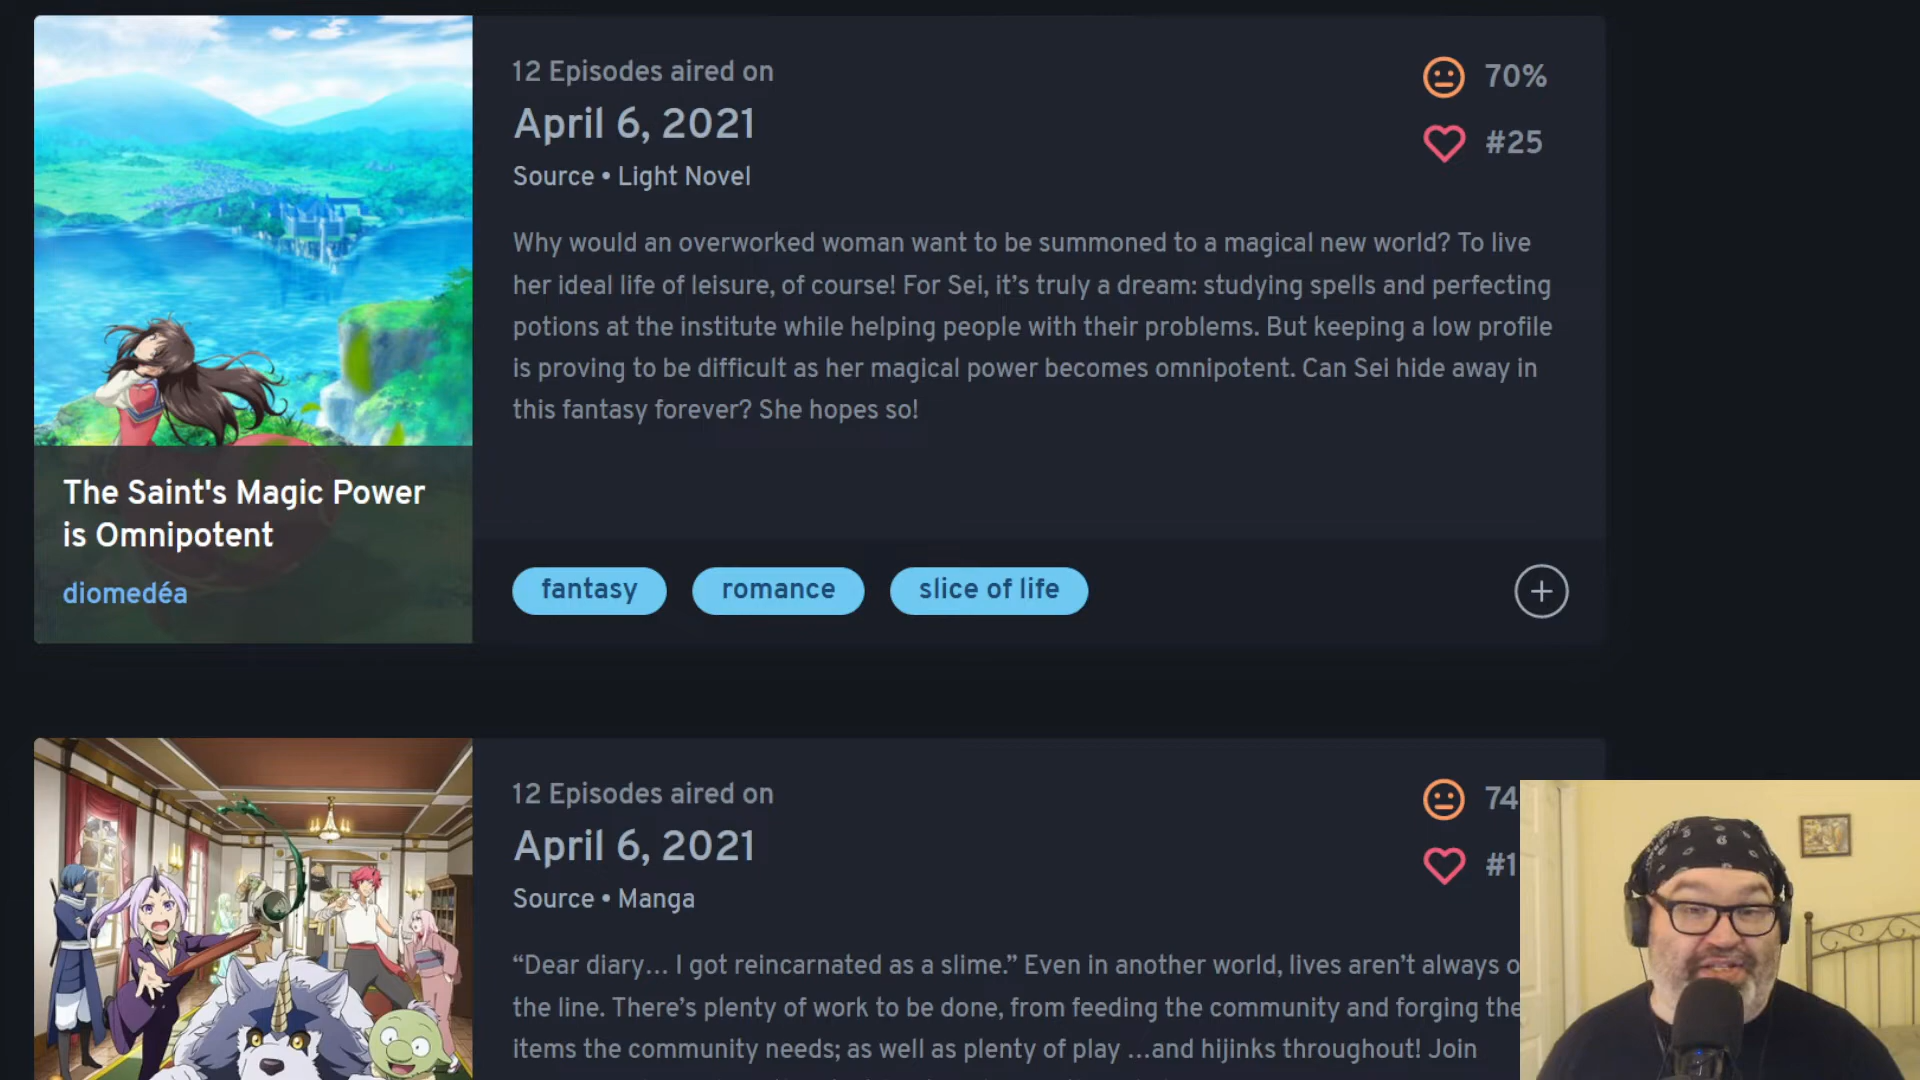 12 Episodes aired on
April 6, 2021
Source • Light Novel
70%
#25
Why would an overworked woman want to be summoned to a magical new world? To live
her ideal life of leisure, of course! For Sei, it’s truly a dream: studying spells and perfecting
potions at the institute while helping people with their problems. But keeping a low profile
is proving to be difficult as her magical power becomes omnipotent. Can Sei hide away in
this fantasy forever? She hopes so!
The Saint's Magic Power
is Omnipotent
diomedéa
fantasy
romance
slice of life
12 Episodes aired on
April 6, 2021
Source • Manga
74
#1
“Dear diary... I got reincarnated as a slime.” Even in another world, lives aren’t always o
the line. There’s plenty of work to be done, from feeding the community and forging the
items the community needs; as well as plenty of play ...and hijinks throughout! Join